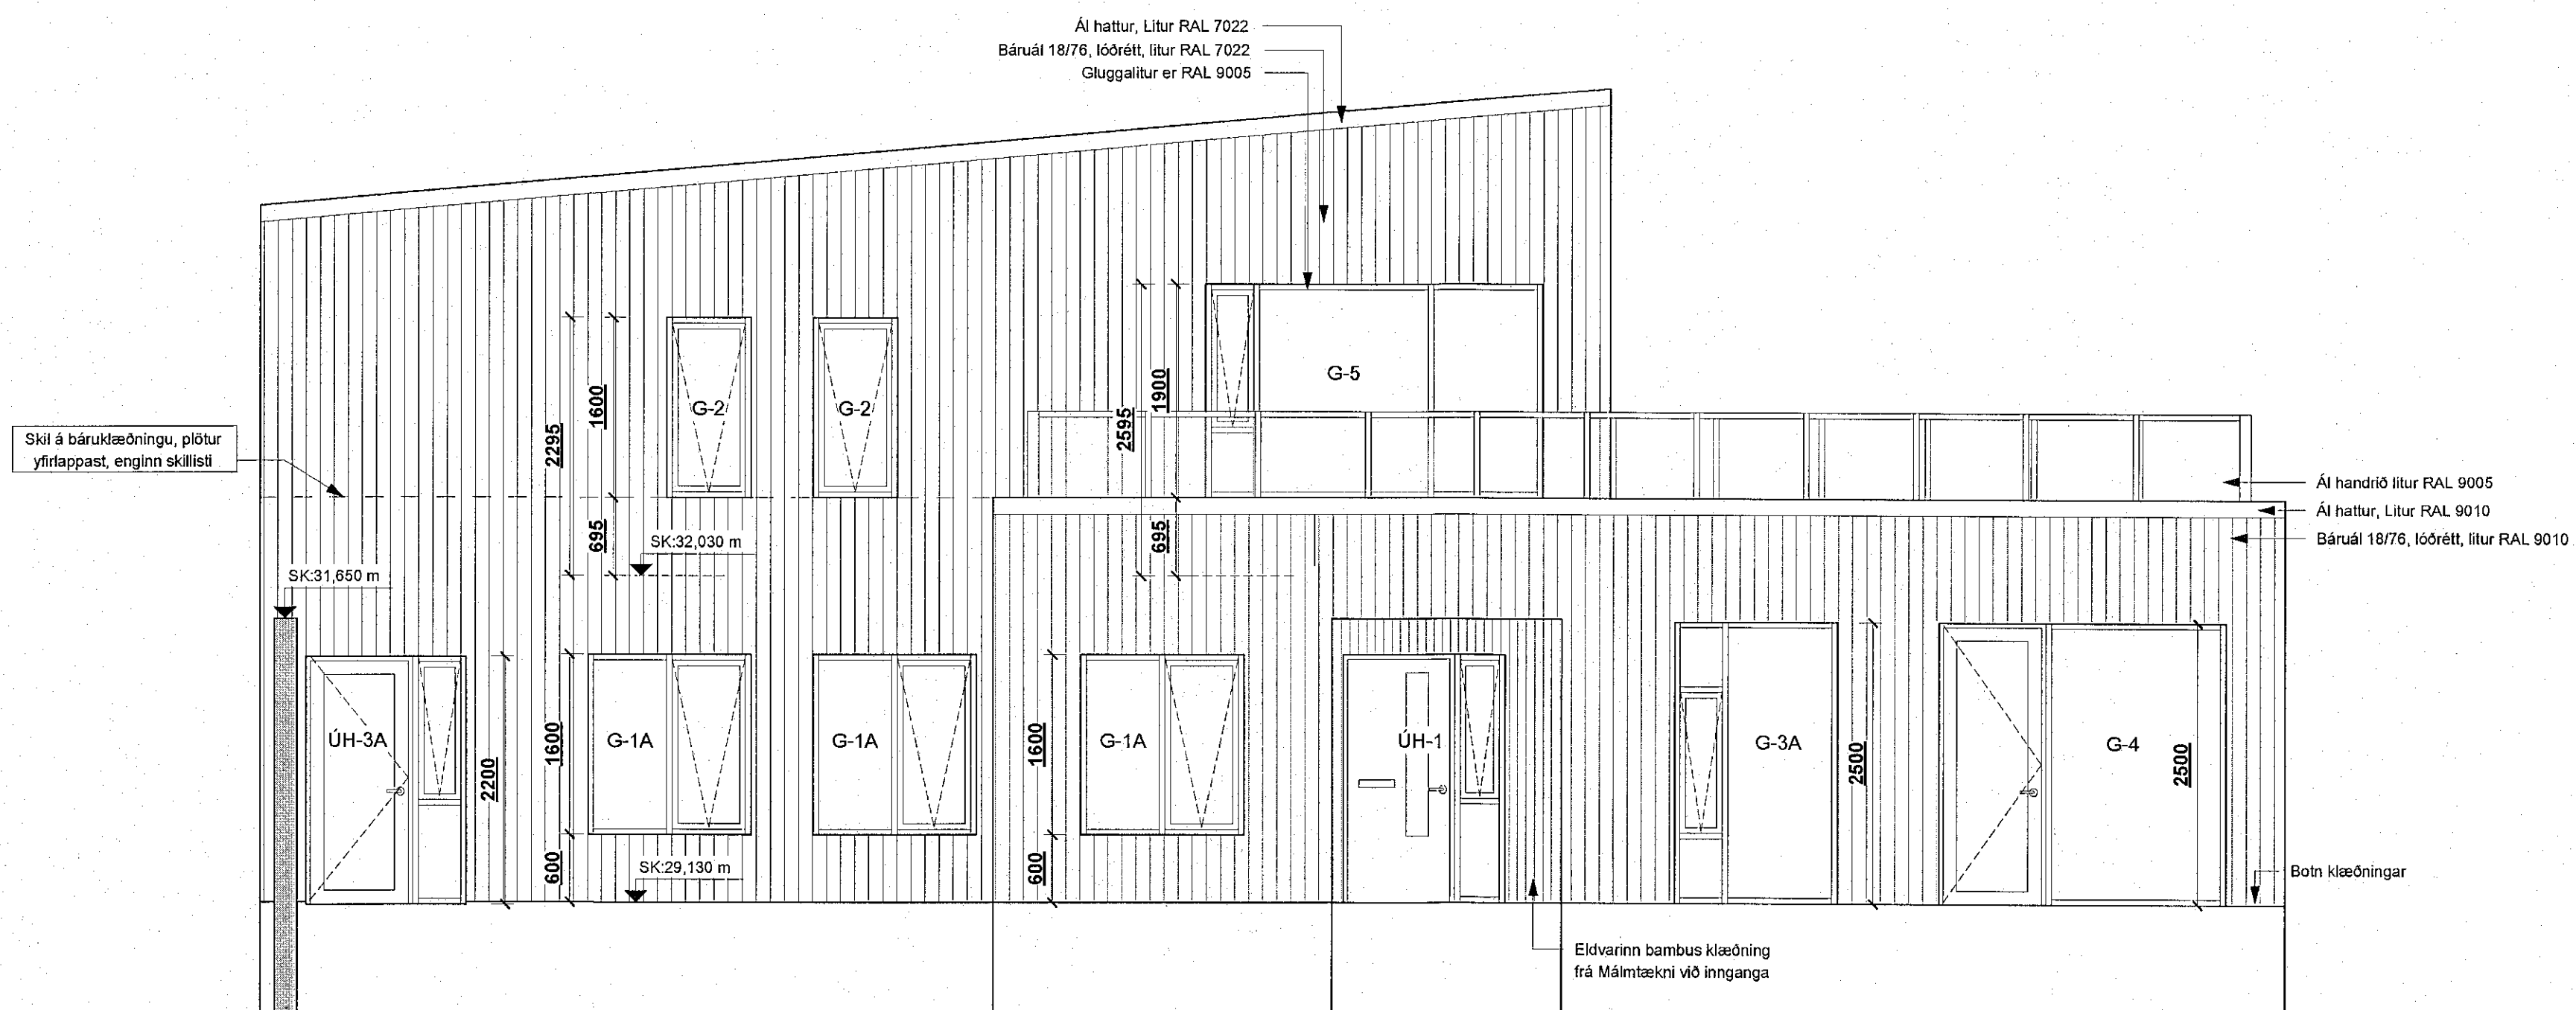 Ál hattur, Litur RAL 7022
Báruál 18/76, lóðrétt, litur RAL 7022
Gluggalitur er RAL 9005
G-2
G-2
G-5
1600
2295
695
1900
2595
695
Skil á báruklæðningu, plötur
yfirlappast, enginn skillisti
SK:32,030 m
SK:31,650 m
Ál handrið litur RAL 9005
Ál hattur, Litur RAL 9010
Báruál 18/76, lóðrétt, litur RAL 9010
ÚH-3A
G-1A
G-1A
G-1A
ÚH-1
G-3A
G-4
2200
1600
600
1600
600
2500
2500
SK:29,130 m
Botn klæðningar
Eldvarinn bambus klæðning
frá Málmtækni við innganga